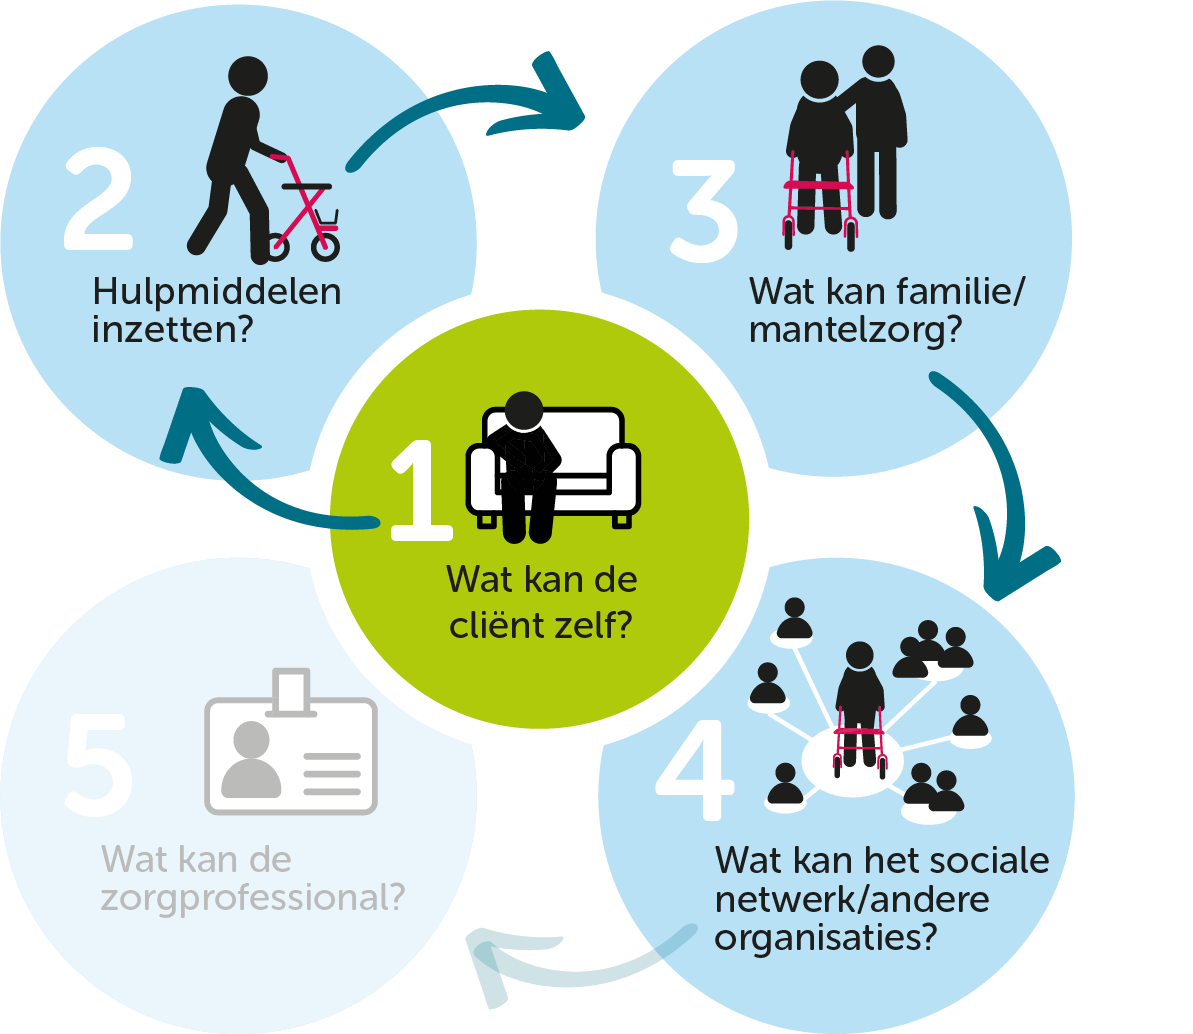 1
Wat kan de
cliënt zelf?
2
Hulpmiddelen
inzetten?
3
Wat kan familie/
mantelzorg?
4
Wat kan het sociale
netwerk/andere
organisaties?
5
Wat kan de
zorgprofessional?